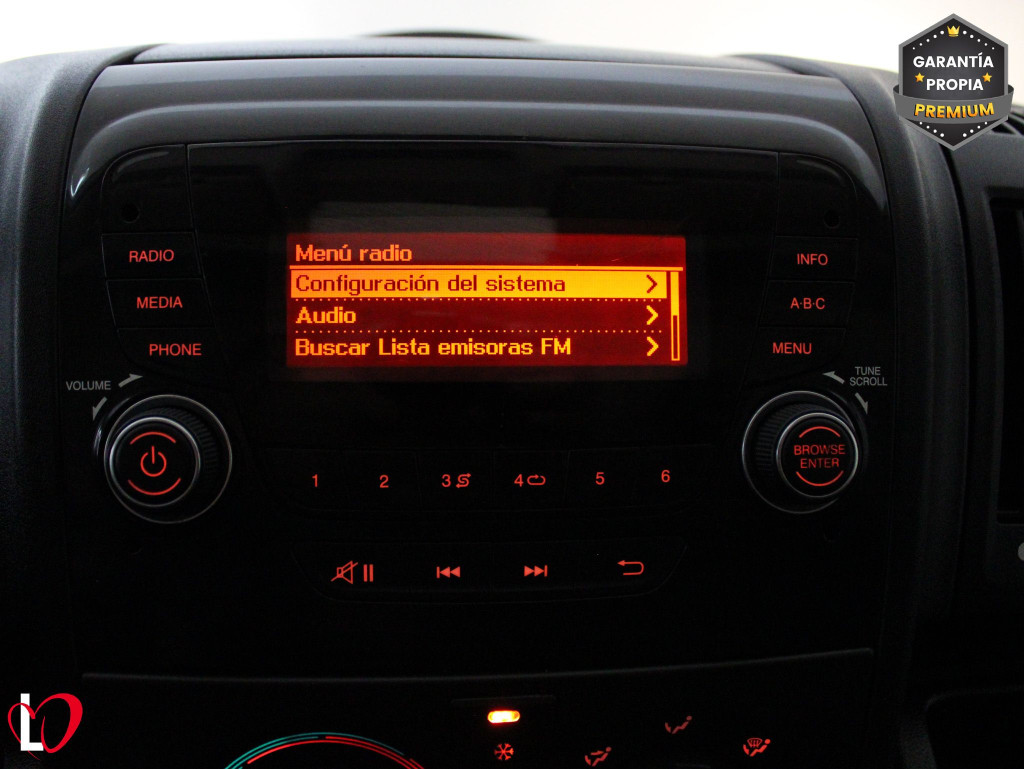 GARANTÍA
PROPIA
PREMIUM
RADIO
MEDIA
PHONE
Menú radio
Configuración del sistema
Audio
Buscar Lista emisoras FM
INFO
A·B·C
MENU
VOLUME
TUNE
SCROLL
BROWSE
ENTER
1 2 3 4 5 6
L